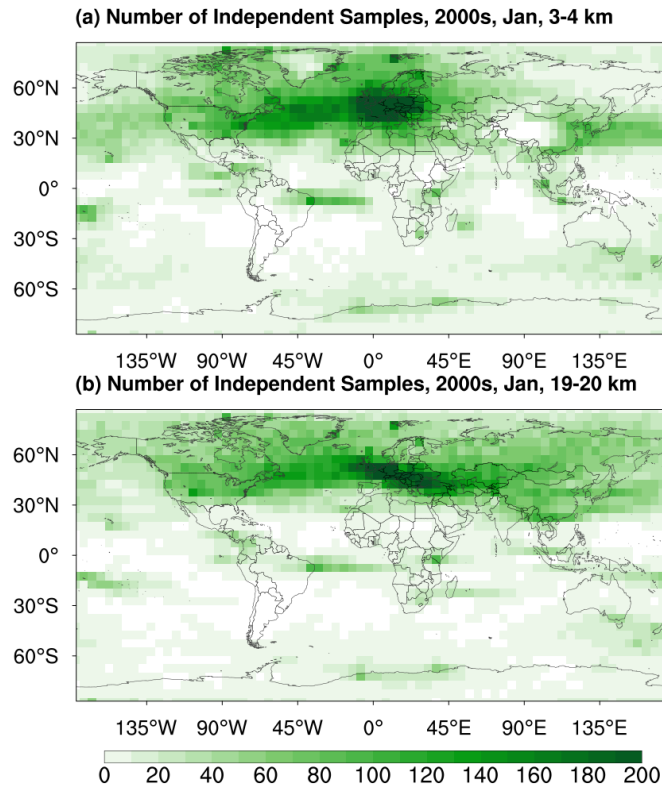 (a) Number of Independent Samples, 2000s, Jan, 3-4 km
60°N
30°N
0°
30°S
60°S
135°W 90°W 45°W 0° 45°E 90°E 135°E
(b) Number of Independent Samples, 2000s, Jan, 19-20 km
60°N
30°N
0°
30°S
60°S
135°W 90°W 45°W 0° 45°E 90°E 135°E
0 20 40 60 80 100 120 140 160 180 200